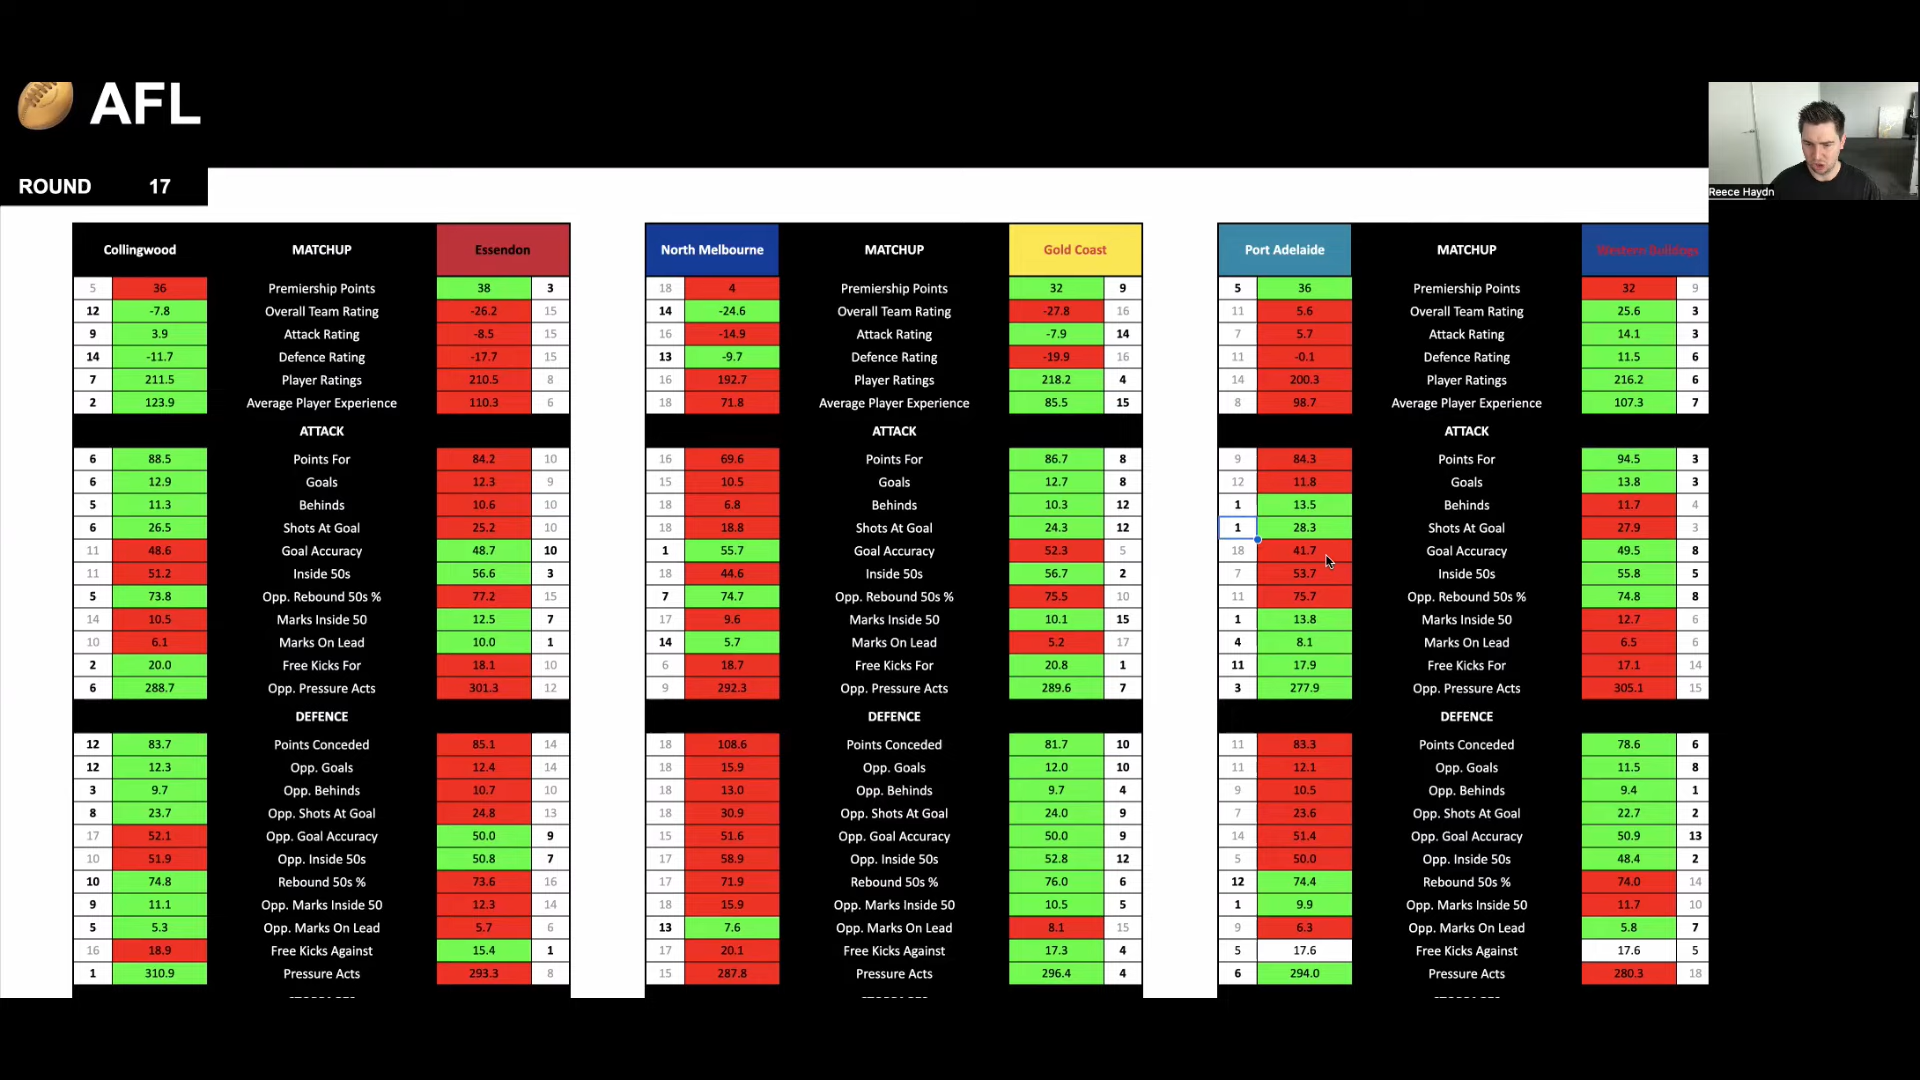 AFL
ROUND 17
Reece Haydn
Collingwood MATCHUP Essendon
5 36 Premiership Points 38 3
12 -7.8 Overall Team Rating -26.2 15
9 3.9 Attack Rating -8.5 15
14 -11.7 Defence Rating -17.7 15
7 211.5 Player Ratings 210.5 8
2 123.9 Average Player Experience 110.3 6
ATTACK
6 88.5 Points For 84.2 10
6 12.9 Goals 12.3 9
5 11.3 Behinds 10.6 10
6 26.5 Shots At Goal 25.2 10
11 48.6 Goal Accuracy 48.7 10
11 51.2 Inside 50s 56.6 3
5 73.8 Opp. Rebound 50s % 77.2 15
14 10.5 Marks Inside 50 12.5 7
10 6.1 Marks On Lead 10.0 1
2 20.0 Free Kicks For 18.1 10
6 288.7 Opp. Pressure Acts 301.3 12
DEFENCE
12 83.7 Points Conceded 85.1 14
12 12.3 Opp. Goals 12.4 14
3 9.7 Opp. Behinds 10.7 10
8 23.7 Opp. Shots At Goal 24.8 13
17 52.1 Opp. Goal Accuracy 50.0 9
10 51.9 Opp. Inside 50s 50.8 7
10 74.8 Rebound 50s % 73.6 16
9 11.1 Opp. Marks Inside 50 12.3 14
5 5.3 Opp. Marks On Lead 5.7 6
16 18.9 Free Kicks Against 15.4 1
1 310.9 Pressure Acts 293.3 8
North Melbourne MATCHUP Gold Coast
18 4 Premiership Points 32 9
14 -24.6 Overall Team Rating -27.8 16
16 -14.9 Attack Rating -7.9 14
13 -9.7 Defence Rating -19.9 16
16 192.7 Player Ratings 218.2 4
18 71.8 Average Player Experience 85.5 15
ATTACK
16 69.6 Points For 86.7 8
15 10.5 Goals 12.7 8
18 6.8 Behinds 10.3 12
18 18.8 Shots At Goal 24.3 12
1 55.7 Goal Accuracy 52.3 5
18 44.6 Inside 50s 56.7 2
7 74.7 Opp. Rebound 50s % 75.5 10
17 9.6 Marks Inside 50 10.1 15
14 5.7 Marks On Lead 5.2 17
6 18.7 Free Kicks For 20.8 1
9 292.3 Opp. Pressure Acts 289.6 7
DEFENCE
18 108.6 Points Conceded 81.7 10
18 15.9 Opp. Goals 12.0 10
18 13.0 Opp. Behinds 9.7 4
18 30.9 Opp. Shots At Goal 24.0 9
15 51.6 Opp. Goal Accuracy 50.0 9
17 58.9 Opp. Inside 50s 52.8 12
17 71.9 Rebound 50s % 76.0 6
18 15.9 Opp. Marks Inside 50 10.5 5
13 7.6 Opp. Marks On Lead 8.1 15
17 20.1 Free Kicks Against 17.3 4
15 287.8 Pressure Acts 296.4 4
Port Adelaide MATCHUP Western Bulldogs
5 36 Premiership Points 32 9
11 5.6 Overall Team Rating 25.6 3
7 5.7 Attack Rating 14.1 3
11 -0.1 Defence Rating 11.5 6
14 200.3 Player Ratings 216.2 6
8 98.7 Average Player Experience 107.3 7
ATTACK
9 84.3 Points For 94.5 3
12 11.8 Goals 13.8 3
1 13.5 Behinds 11.7 4
1 28.3 Shots At Goal 27.9 3
18 41.7 Goal Accuracy 49.5 8
7 53.7 Inside 50s 55.8 5
11 75.7 Opp. Rebound 50s % 74.8 8
1 13.8 Marks Inside 50 12.7 6
4 8.1 Marks On Lead 6.5 6
11 17.9 Free Kicks For 17.1 14
3 277.9 Opp. Pressure Acts 305.1 15
DEFENCE
11 83.3 Points Conceded 78.6 6
11 12.1 Opp. Goals 11.5 8
9 10.5 Opp. Behinds 9.4 1
7 23.6 Opp. Shots At Goal 22.7 2
14 51.4 Opp. Goal Accuracy 50.9 13
5 50.0 Opp. Inside 50s 48.4 2
12 74.4 Rebound 50s % 74.0 14
1 9.9 Opp. Marks Inside 50 11.7 10
9 6.3 Opp. Marks On Lead 5.8 7
5 17.6 Free Kicks Against 17.6 5
6 294.0 Pressure Acts 280.3 18